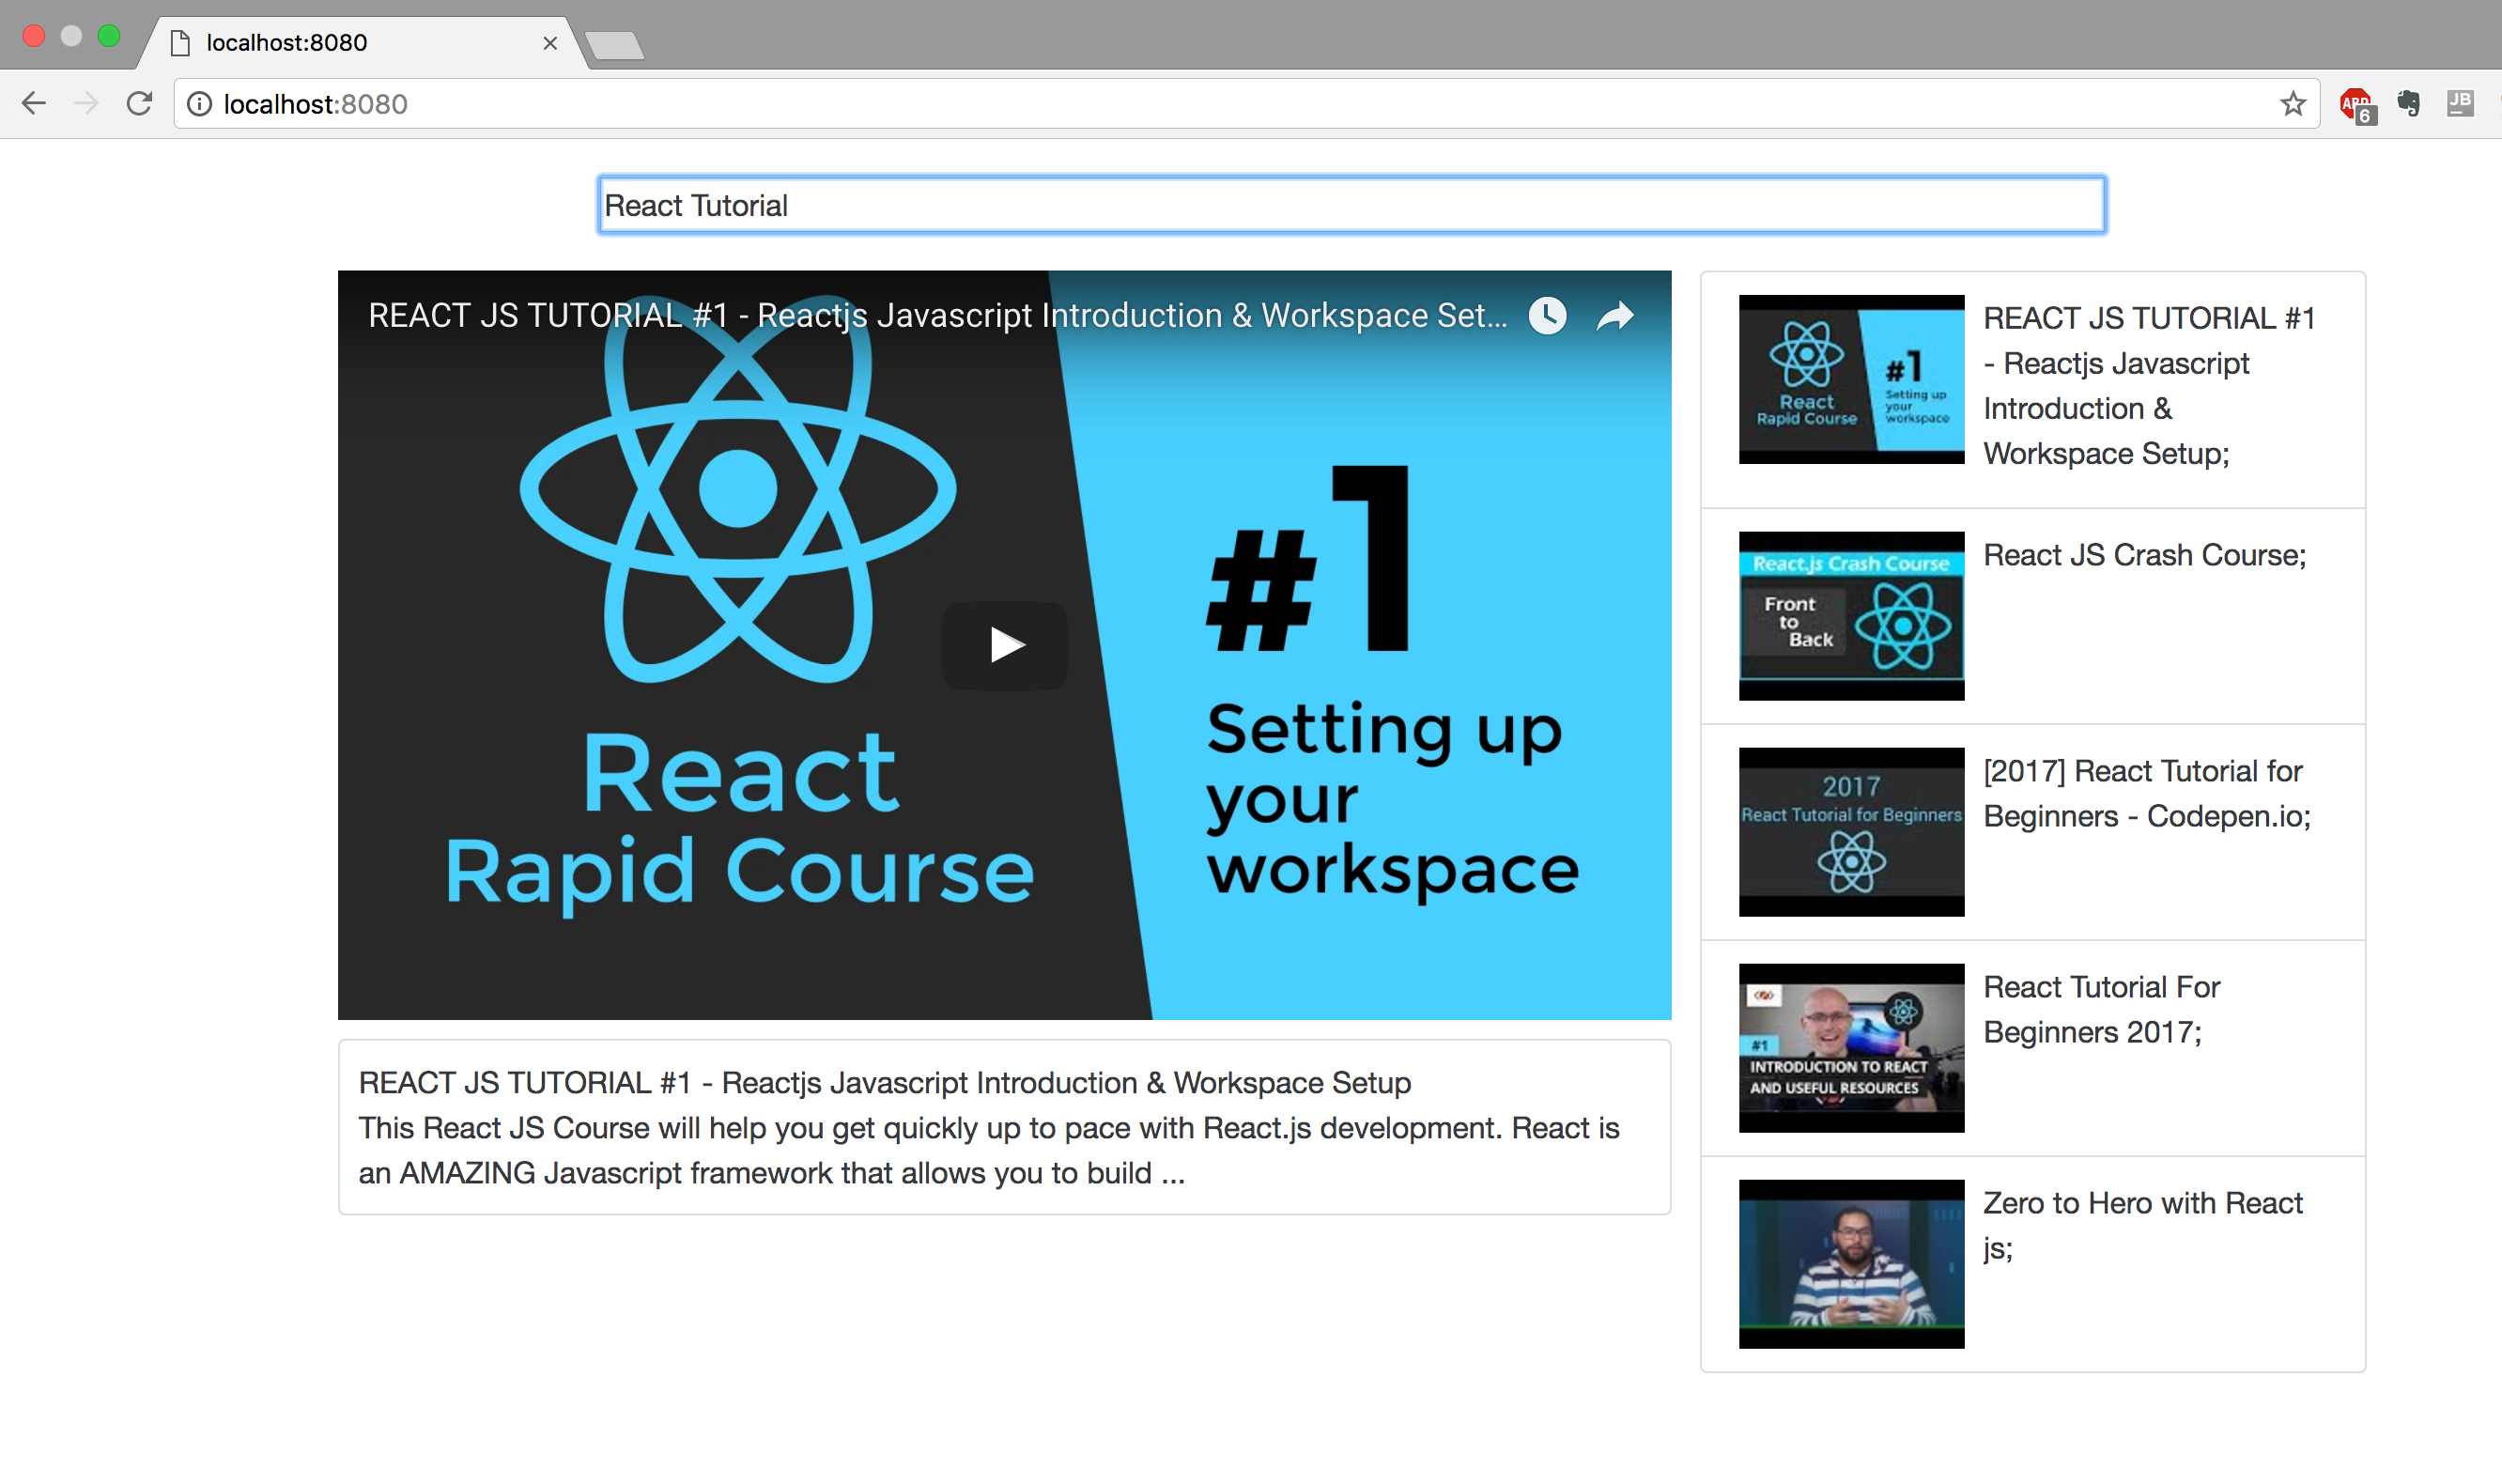 localhost:8080
localhost:8080
ABP
6
JB
React Tutorial
REACT JS TUTORIAL #1 - Reactjs Javascript Introduction & Workspace Set...
#1
Setting up
your
workspace
React
Rapid Course
REACT JS TUTORIAL #1 - Reactjs Javascript Introduction & Workspace Setup
This React JS Course will help you get quickly up to pace with React.js development. React is
an AMAZING Javascript framework that allows you to build ...
#1
Setting up
your
workspace
React
Rapid Course
REACT JS TUTORIAL #1
- Reactjs Javascript
Introduction &
Workspace Setup;
React.js Crash Course
Front
to
Back
React JS Crash Course;
2017
React Tutorial for Beginners
[2017] React Tutorial for
Beginners - Codepen.io;
#1
INTRODUCTION TO REACT
AND USEFUL RESOURCES
React Tutorial For
Beginners 2017;
Zero to Hero with React
js;